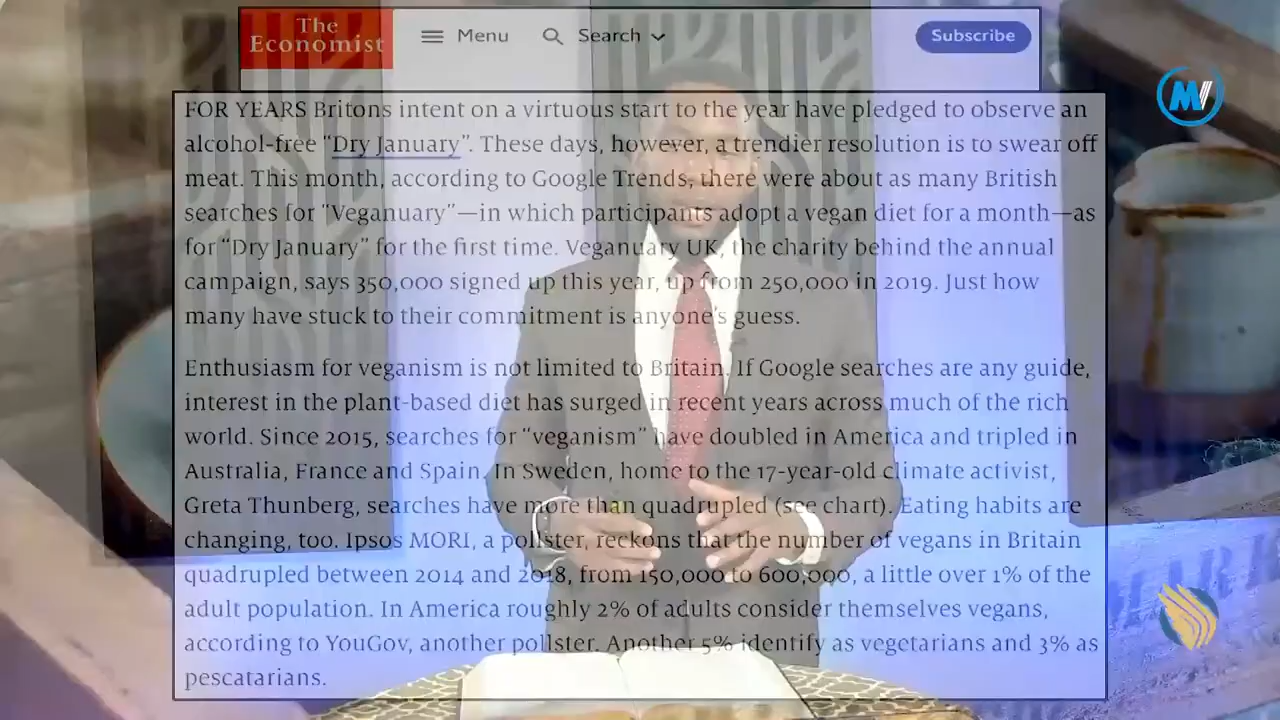 The
Economist
Menu
Search
Subscribe
FOR YEARS Britons intent on a virtuous start to the year have pledged to observe an
alcohol-free “Dry January”. These days, however, a trendier resolution is to swear off
meat. This month, according to Google Trends, there were about as many British
searches for “Veganuary”—in which participants adopt a vegan diet for a month—as
for “Dry January” for the first time. Veganuary UK, the charity behind the annual
campaign, says 350,000 signed up this year, up from 250,000 in 2019. Just how
many have stuck to their commitment is anyone’s guess.
Enthusiasm for veganism is not limited to Britain. If Google searches are any guide,
interest in the plant-based diet has surged in recent years across much of the rich
world. Since 2015, searches for “veganism” have doubled in America and tripled in
Australia, France and Spain. In Sweden, home to the 17-year-old climate activist,
Greta Thunberg, searches have more than quadrupled (see chart). Eating habits are
changing, too. Ipsos MORI, a pollster, reckons that the number of vegans in Britain
quadrupled between 2014 and 2018, from 150,000 to 600,000, a little over 1% of the
adult population. In America roughly 2% of adults consider themselves vegans,
according to YouGov, another pollster. Another 5% identify as vegetarians and 3% as
pescatarians.